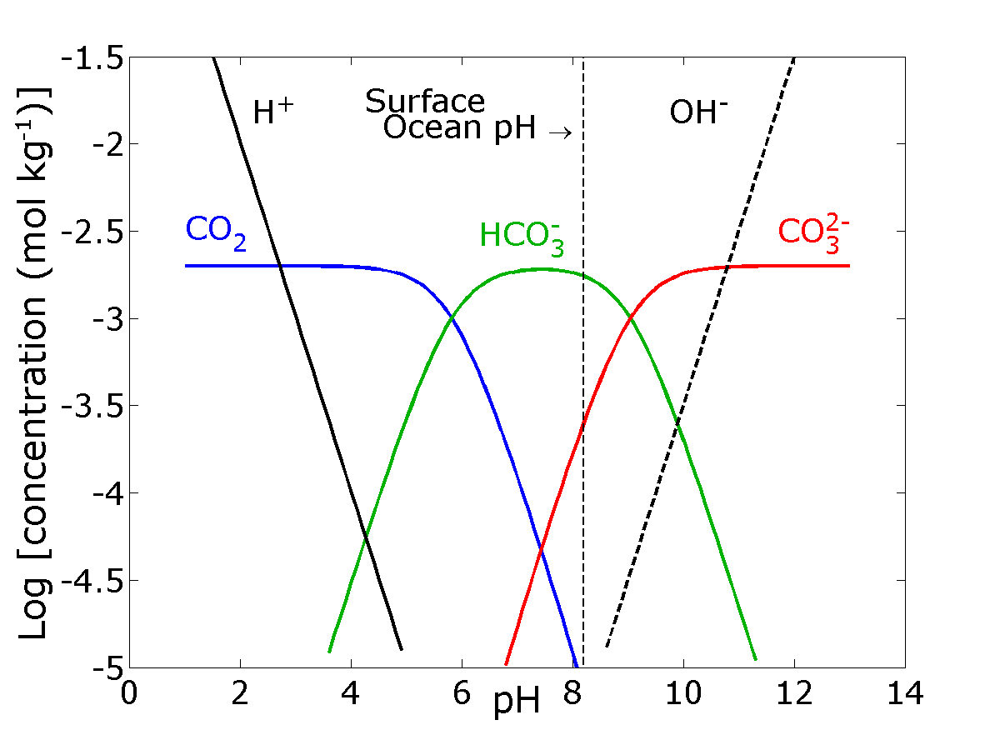 -1.5
-2
-2.5
-3
-3.5
-4
-4.5
-5
Log [concentration (mol kg⁻¹)]
H⁺
Surface
Ocean pH →
OH⁻
CO₂
HCO₃⁻
CO₃²⁻
0 2 4 6 8 10 12 14
pH